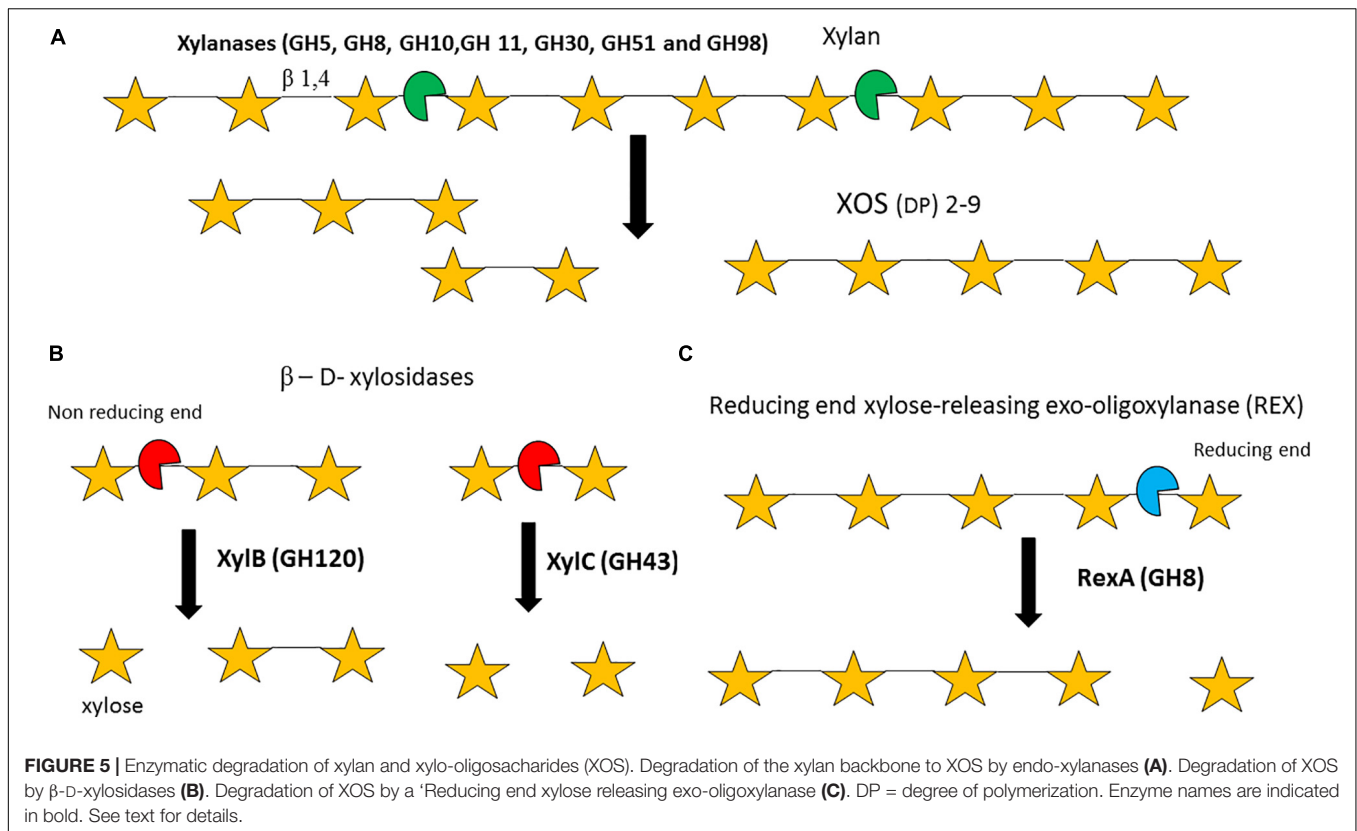 A
Xylanases (GH5, GH8, GH10,GH 11, GH30, GH51 and GH98)
Xylan
β 1,4
XOS (DP) 2-9
B
β – D- xylosidases
Non reducing end
XylB (GH120)
XylC (GH43)
xylose
C
Reducing end xylose-releasing exo-oligoxylanase (REX)
Reducing end
RexA (GH8)
FIGURE 5 | Enzymatic degradation of xylan and xylo-oligosacharides (XOS). Degradation of the xylan backbone to XOS by endo-xylanases (A). Degradation of XOS
by β-D-xylosidases (B). Degradation of XOS by a ‘Reducing end xylose releasing exo-oligoxylanase (C). DP = degree of polymerization. Enzyme names are indicated
in bold. See text for details.